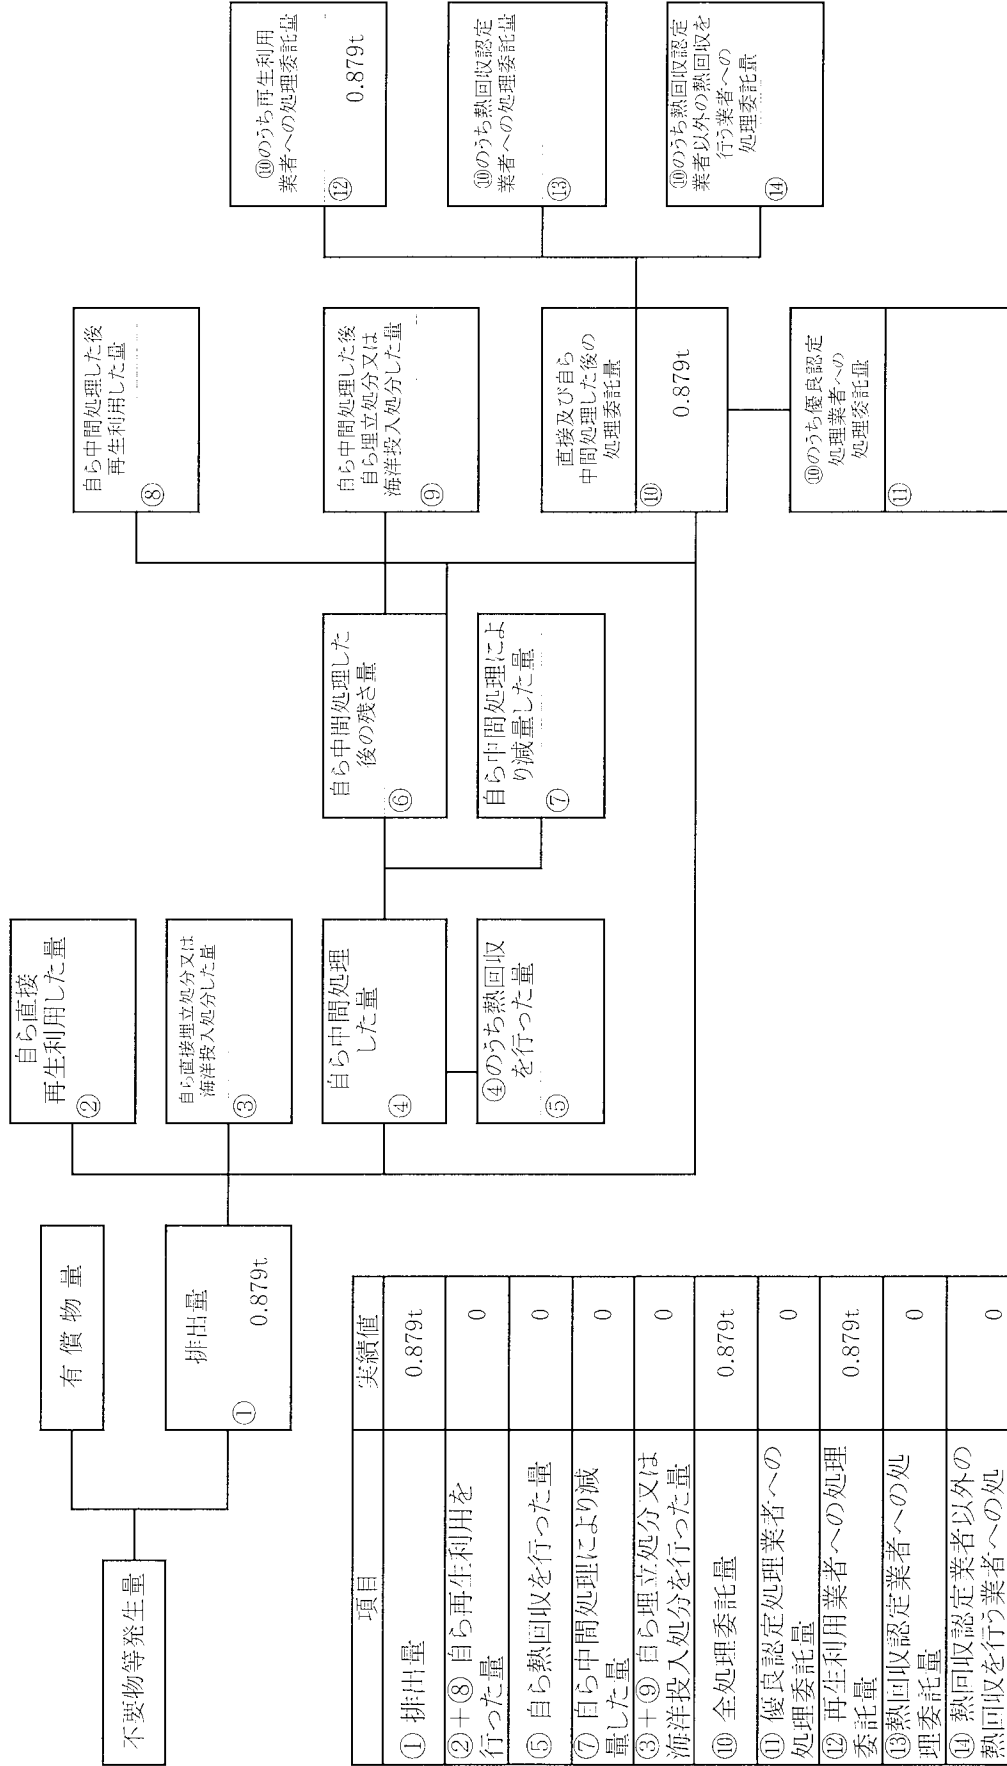 不要物等発生量
有償物量
排出量
①
0.879t
自ら直接
再生利用した量
②
自ら直接埋立処分又は
海洋投入処分した量
③
自ら中間処理
した量
④
④のうち熱回収
を行った量
⑤
自ら中間処理した
後の残さ量
⑥
自ら中間処理によ
り減量した量
⑦
自ら中間処理した後
再生利用した量
⑧
自ら中間処理した後
自ら埋立処分又は
海洋投入処分した量
⑨
直接及び自ら
中間処理した後の
処理委託量
⑩
0.879t
⑩のうち優良認定
処理業者への
処理委託量
⑪
⑩のうち再生利用
業者への処理委託量
⑫
0.879t
⑩のうち熱回収認定
業者への処理委託量
⑬
⑩のうち熱回収認定
業者以外の熱回収を
行う業者への
処理委託量
⑭
項目 実績値
①排出量 0.879t
②+⑧ 自ら再生利用を
行った量 0
⑤ 自ら熱回収を行った量 0
⑦ 自ら中間処理により減
量した量 0
③+⑨ 自ら埋立処分又は
海洋投入処分を行った量 0
⑩ 全処理委託量 0.879t
⑪ 優良認定処理業者への
処理委託量 0
⑫ 再生利用業者への処理
委託量 0.879t
⑬熱回収認定業者への処
理委託量 0
⑭ 熱回収認定業者以外の
熱回収を行う業者への処 0